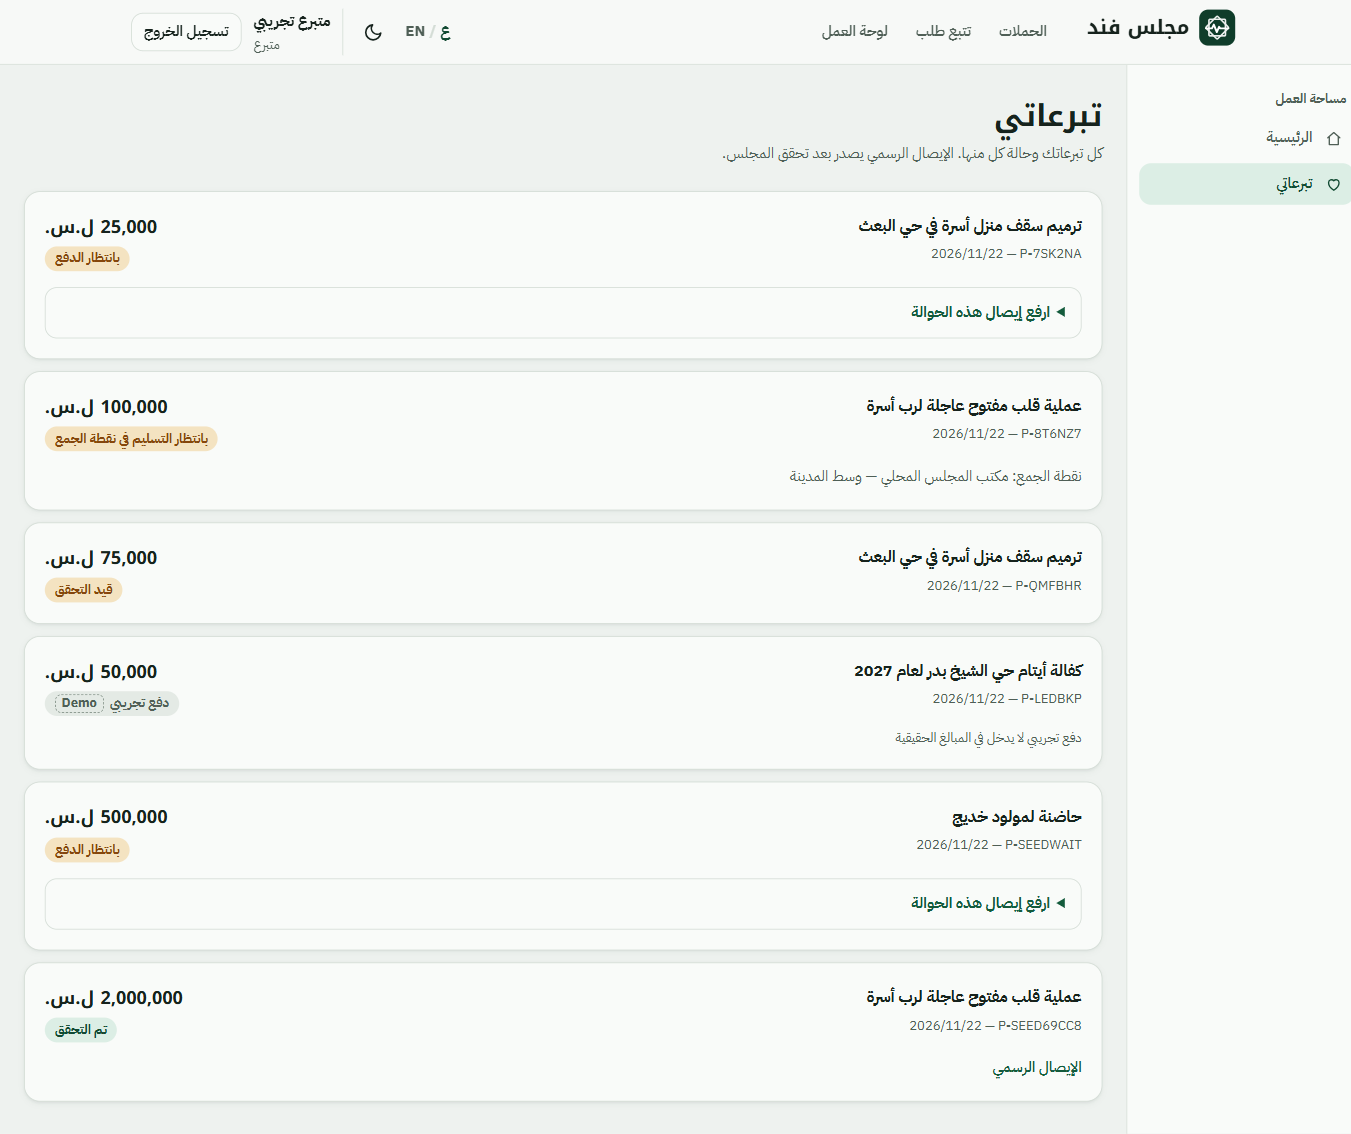 مجلس فند
الحملات
تتبع طلب
لوحة العمل
ع / EN
متبرع تجريبي
متبرع
تسجيل الخروج
مساحة العمل
الرئيسية
تبرعاتي
تبرعاتي
كل تبرعاتك وحالة كل منها. الإيصال الرسمي يصدر بعد تحقق المجلس.
ترميم سقف منزل أسرة في حي البعث
25,000 ل.س.
P-7SK2NA — 2026/11/22
بانتظار الدفع
ارفع إيصال هذه الحوالة
عملية قلب مفتوح عاجلة لرب أسرة
100,000 ل.س.
P-8T6NZ7 — 2026/11/22
بانتظار التسليم في نقطة الجمع
نقطة الجمع: مكتب المجلس المحلي — وسط المدينة
ترميم سقف منزل أسرة في حي البعث
75,000 ل.س.
P-QMFBHR — 2026/11/22
قيد التحقق
كفالة أيتام حي الشيخ بدر لعام 2027
50,000 ل.س.
P-LEDBKP — 2026/11/22
دفع تجريبي Demo
دفع تجريبي لا يدخل في المبالغ الحقيقية
حاضنة لمولود خديج
500,000 ل.س.
P-SEEDWAIT — 2026/11/22
بانتظار الدفع
ارفع إيصال هذه الحوالة
عملية قلب مفتوح عاجلة لرب أسرة
2,000,000 ل.س.
P-SEED69CC8 — 2026/11/22
تم التحقق
الإيصال الرسمي